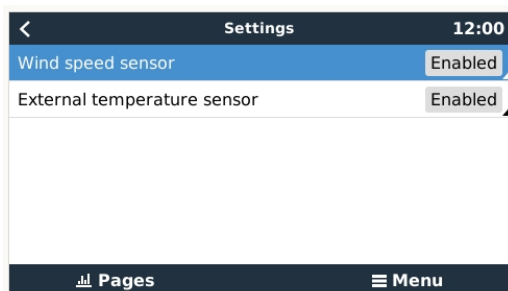 Settings 12:00
Wind speed sensor Enabled
External temperature sensor Enabled
Pages Menu